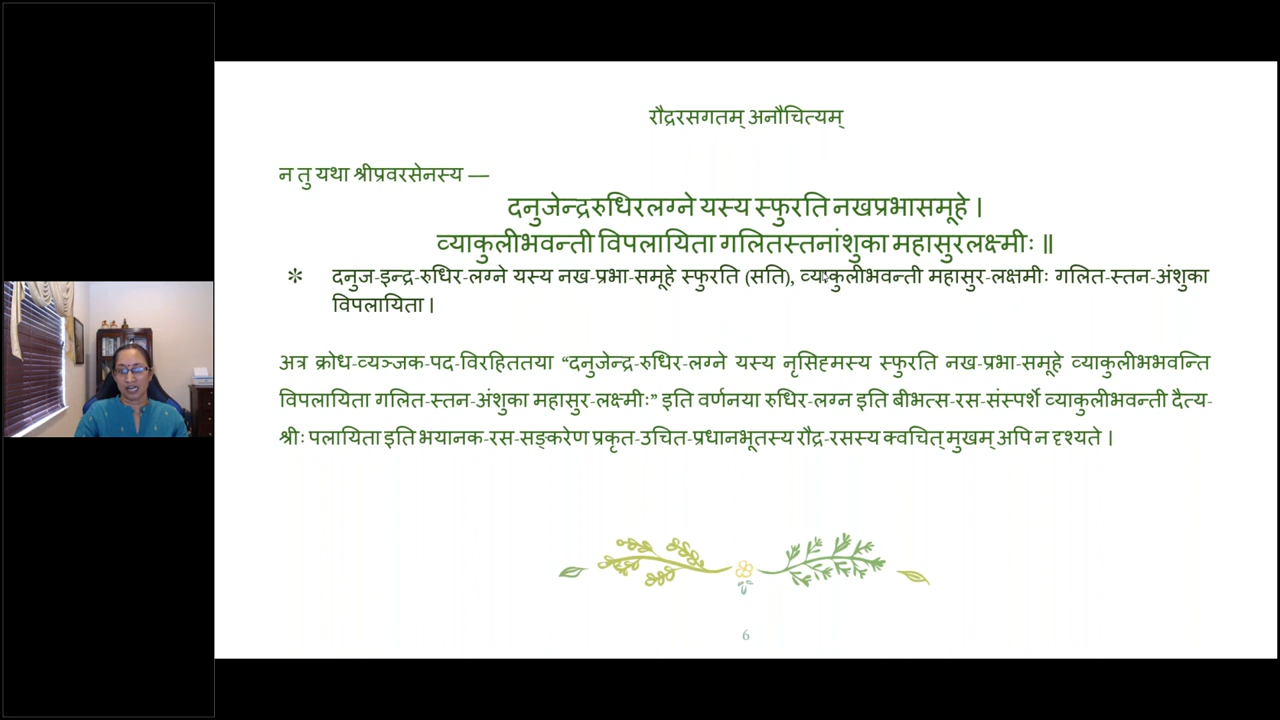 रौद्ररसगतम् अनौचित्यम्
न तु यथा श्रीप्रवरसेनस्य —
दनुजेन्द्ररुधिरलग्ने यस्य स्फुरति नखप्रभासमूहे ।
व्याकुलीभवन्ती विपलायिता गलितस्तनांशुका महासुरलक्ष्मीः ॥
* दनुज-इन्द्र-रुधिर-लग्ने यस्य नख-प्रभा-समूहे स्फुरति (सति), व्याकुलीभवन्ती महासुर-लक्षमीः गलित-स्तन-अंशुका
विपलायिता ।
अत्र क्रोध-व्यञ्जक-पद-विरहिततया “दनुजेन्द्र-रुधिर-लग्ने यस्य नृसिह्मस्य स्फुरति नख-प्रभा-समूहे व्याकुलीभभवन्ति
विपलायिता गलित-स्तन-अंशुका महासुर-लक्ष्मीः” इति वर्णनया रुधिर-लग्न इति बीभत्स-रस-संस्पर्शे व्याकुलीभवन्ती दैत्य-
श्रीः पलायिता इति भयानक-रस-सङ्करेण प्रकृत-उचित-प्रधानभूतस्य रौद्र-रसस्य क्वचित् मुखम् अपि न दृश्यते ।
6